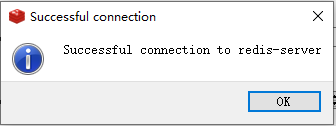 Successful connection
Successful connection to redis-server
OK